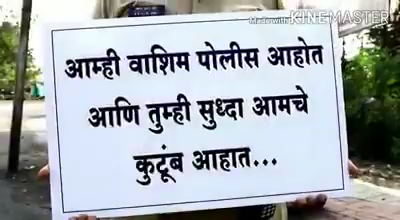 Made with KINEMASTER
आम्ही वाशिम पोलीस आहोत
आणि तुम्ही सुध्दा आमचे
कुटूंब आहात...